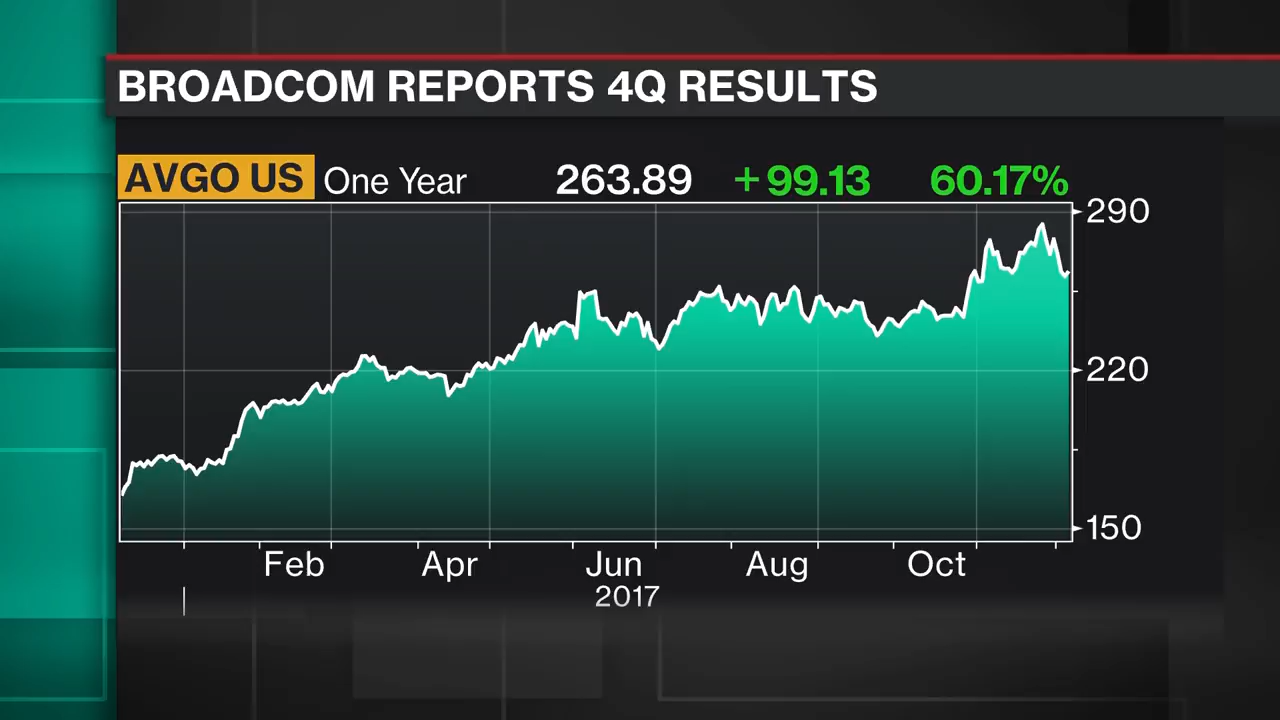 BROADCOM REPORTS 4Q RESULTS
AVGO US One Year 263.89 +99.13 60.17%
290
220
150
Feb Apr Jun Aug Oct
2017